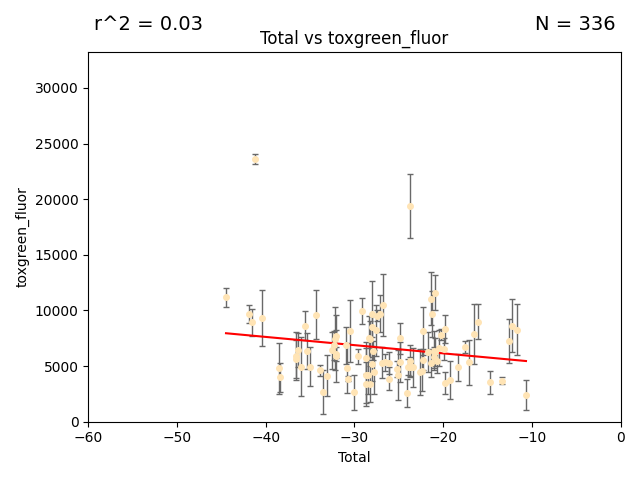 r^2 = 0.03
N = 336
Total vs toxgreen_fluor
30000
25000
20000
15000
10000
5000
0
toxgreen_fluor
−60
−50
−40
−30
−20
−10
0
Total